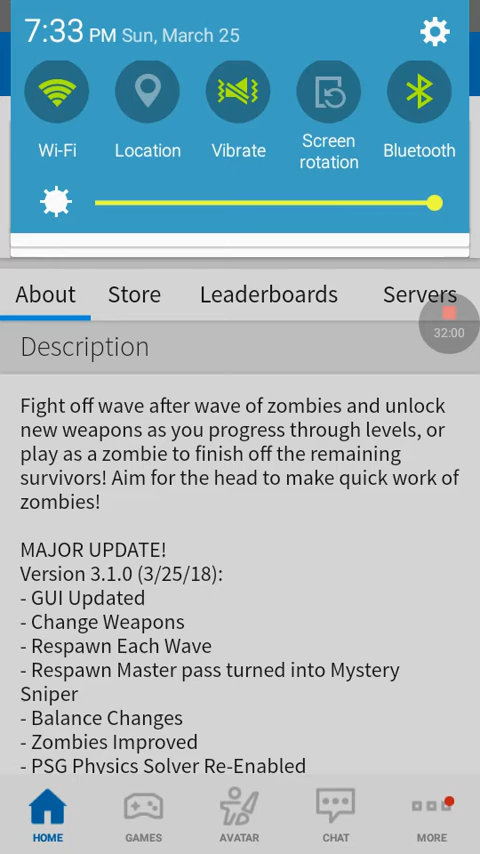 7:33 PM Sun, March 25
Wi-Fi
Location
Vibrate
Screen
rotation
Bluetooth
About
Store
Leaderboards
Servers
32:00
Description
Fight off wave after wave of zombies and unlock
new weapons as you progress through levels, or
play as a zombie to finish off the remaining
survivors! Aim for the head to make quick work of
zombies!
MAJOR UPDATE!
Version 3.1.0 (3/25/18):
- GUI Updated
- Change Weapons
- Respawn Each Wave
- Respawn Master pass turned into Mystery
Sniper
- Balance Changes
- Zombies Improved
- PSG Physics Solver Re-Enabled
HOME
GAMES
AVATAR
CHAT
MORE